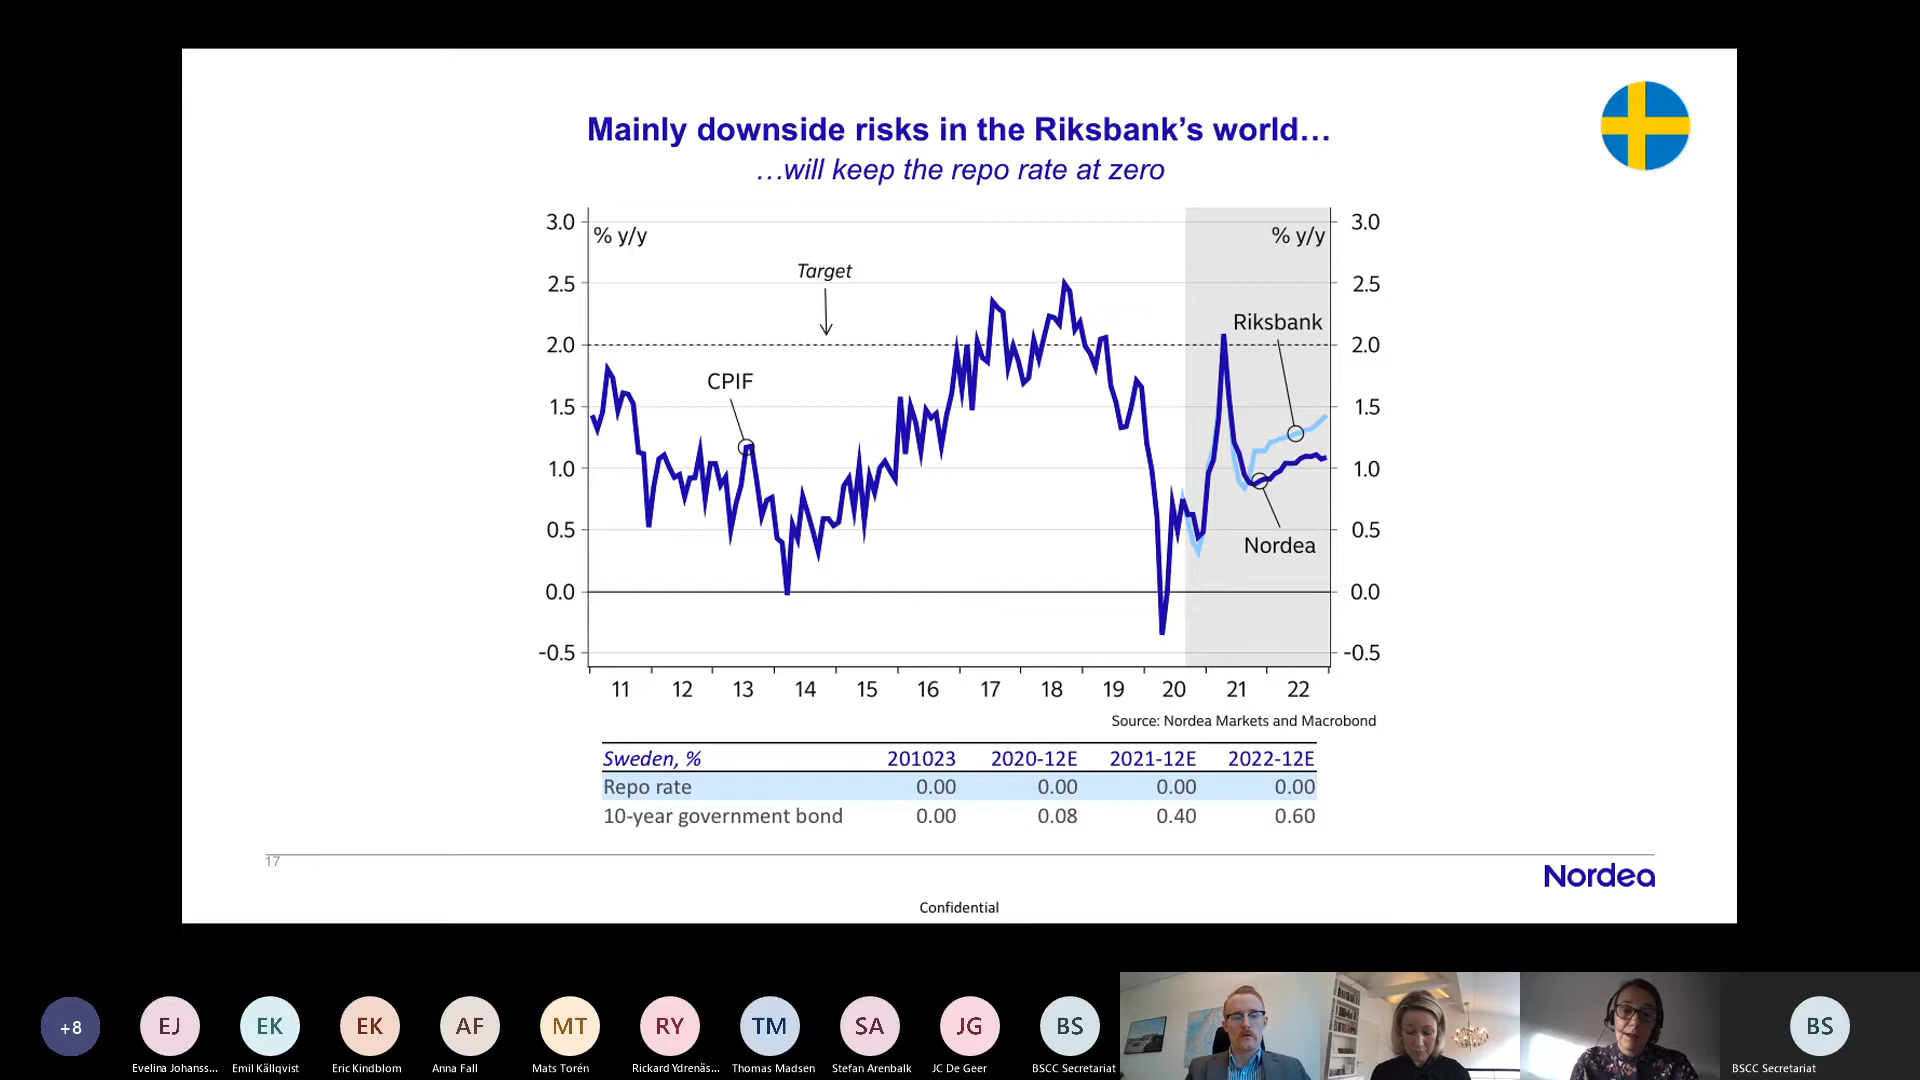 Mainly downside risks in the Riksbank’s world…
…will keep the repo rate at zero
3.0 3.0
% y/y % y/y
Target
2.5 2.5
Riksbank
2.0 2.0
CPIF
1.5 1.5
1.0 1.0
0.5 0.5
Nordea
0.0 0.0
-0.5 -0.5
11 12 13 14 15 16 17 18 19 20 21 22
Source: Nordea Markets and Macrobond
Sweden, % 201023 2020-12E 2021-12E 2022-12E
Repo rate 0.00 0.00 0.00 0.00
10-year government bond 0.00 0.08 0.40 0.60
17
Nordea
Confidential
+8 EJ EK EK AF MT RY TM SA JG BS BS
Evelina Johanss... Emil Källqvist Eric Kindblom Anna Fall Mats Torén Rickard Ydrenäs... Thomas Madsen Stefan Arenbalk JC De Geer BSCC Secretariat BSCC Secretariat